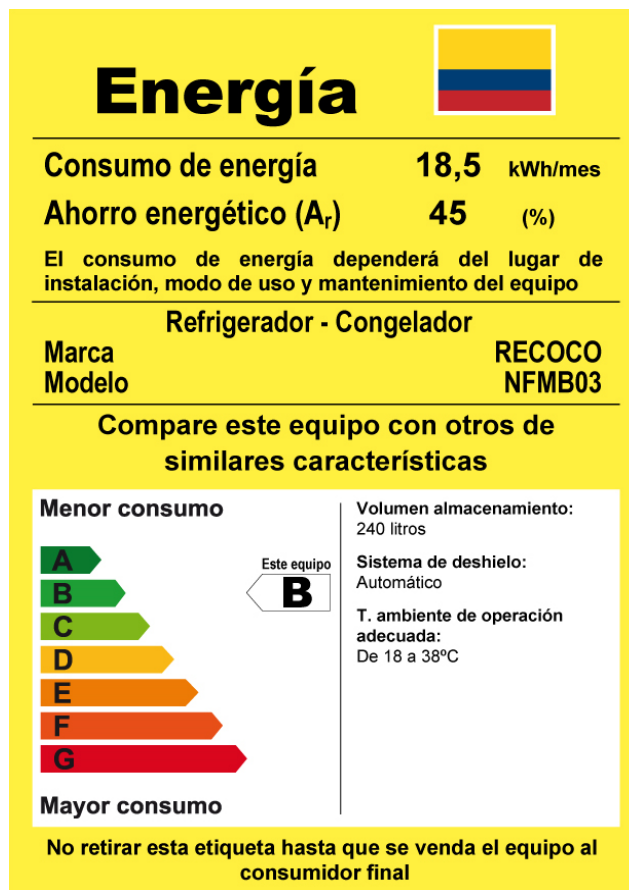 Energía
Consumo de energía 18,5 kWh/mes
Ahorro energético (Ar) 45 (%)
El consumo de energía dependerá del lugar de
instalación, modo de uso y mantenimiento del equipo
Refrigerador - Congelador
Marca RECOCO
Modelo NFMB03
Compare este equipo con otros de
similares características
Menor consumo
A
B
C
D
E
F
G
Mayor consumo
Este equipo
B
Volumen almacenamiento:
240 litros
Sistema de deshielo:
Automático
T. ambiente de operación
adecuada:
De 18 a 38ºC
No retirar esta etiqueta hasta que se venda el equipo al
consumidor final